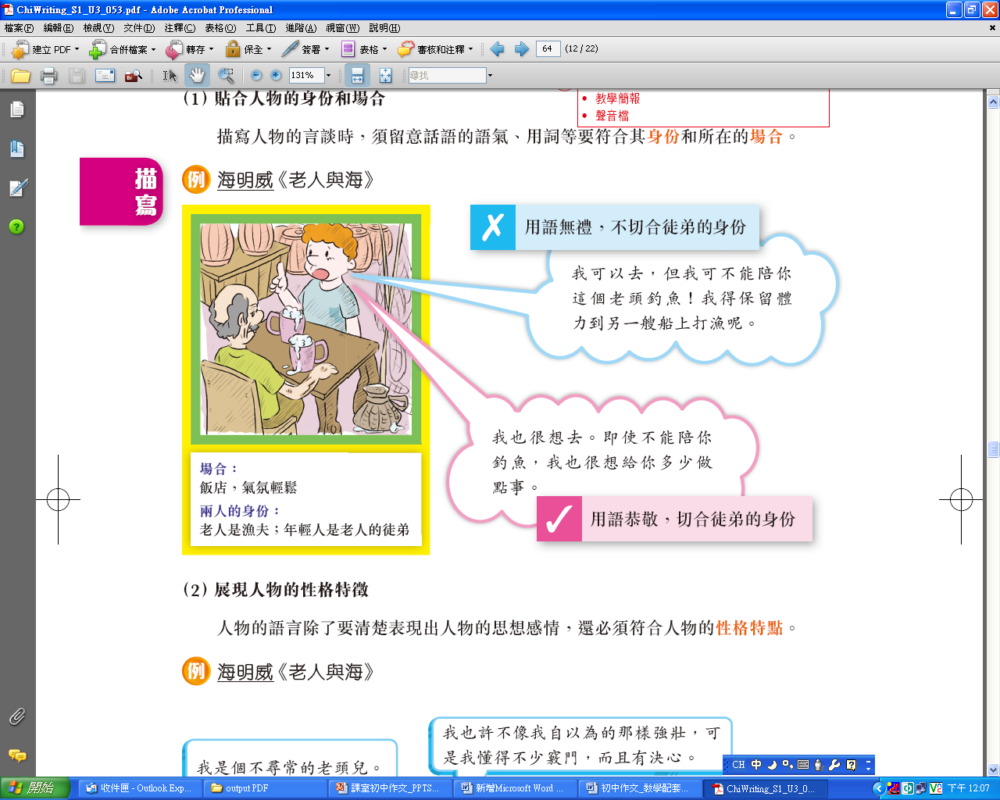 ChiWriting_S1_U3_053.pdf - Adobe Acrobat Professional
檔案(F) 編輯(E) 檢視(V) 文件(D) 注釋(C) 表格(O) 工具(T) 進階(A) 視窗(W) 說明(H)
建立 PDF 合併檔案 轉存 保全 簽署 表格 審核和注釋 64 (12 / 22)
131% 尋找
(1) 貼合人物的身份和場合
• 教學簡報
• 聲音檔
描寫人物的言談時，須留意話語的語氣、用詞等要符合其身份和所在的場合。
描寫
例 海明威《老人與海》
✗ 用語無禮，不切合徒弟的身份
我可以去，但我可不能陪你
這個老頭釣魚！我得保留體
力到另一艘船上打漁呢。
我也很想去。即使不能陪你
釣魚，我也很想給你多少做
點事。
✓ 用語恭敬，切合徒弟的身份
場合：
飯店，氣氛輕鬆
兩人的身份：
老人是漁夫；年輕人是老人的徒弟
(2) 展現人物的性格特徵
人物的語言除了要清楚表現出人物的思想感情，還必須符合人物的性格特點。
例 海明威《老人與海》
我是個不尋常的老頭兒。
我也許不像我自以為的那樣強壯，可
是我懂得不少竅門，而且有決心。
CH 中
開始 收件匣 - Outlook Exp... output PDF 課室初中作文_PPTS... 新增Microsoft Word ... 初中作文_教學配套... ChiWriting_S1_U3_0... 下午 12:07